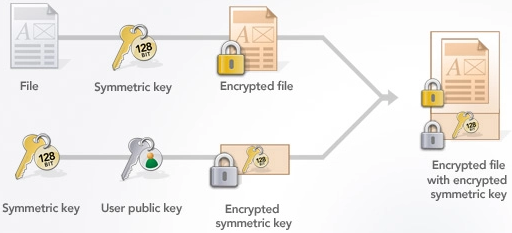 128
BIT
File
Symmetric key
Encrypted file
128
BIT
128
Symmetric key
User public key
Encrypted
symmetric key
128
Encrypted file
with encrypted
symmetric key